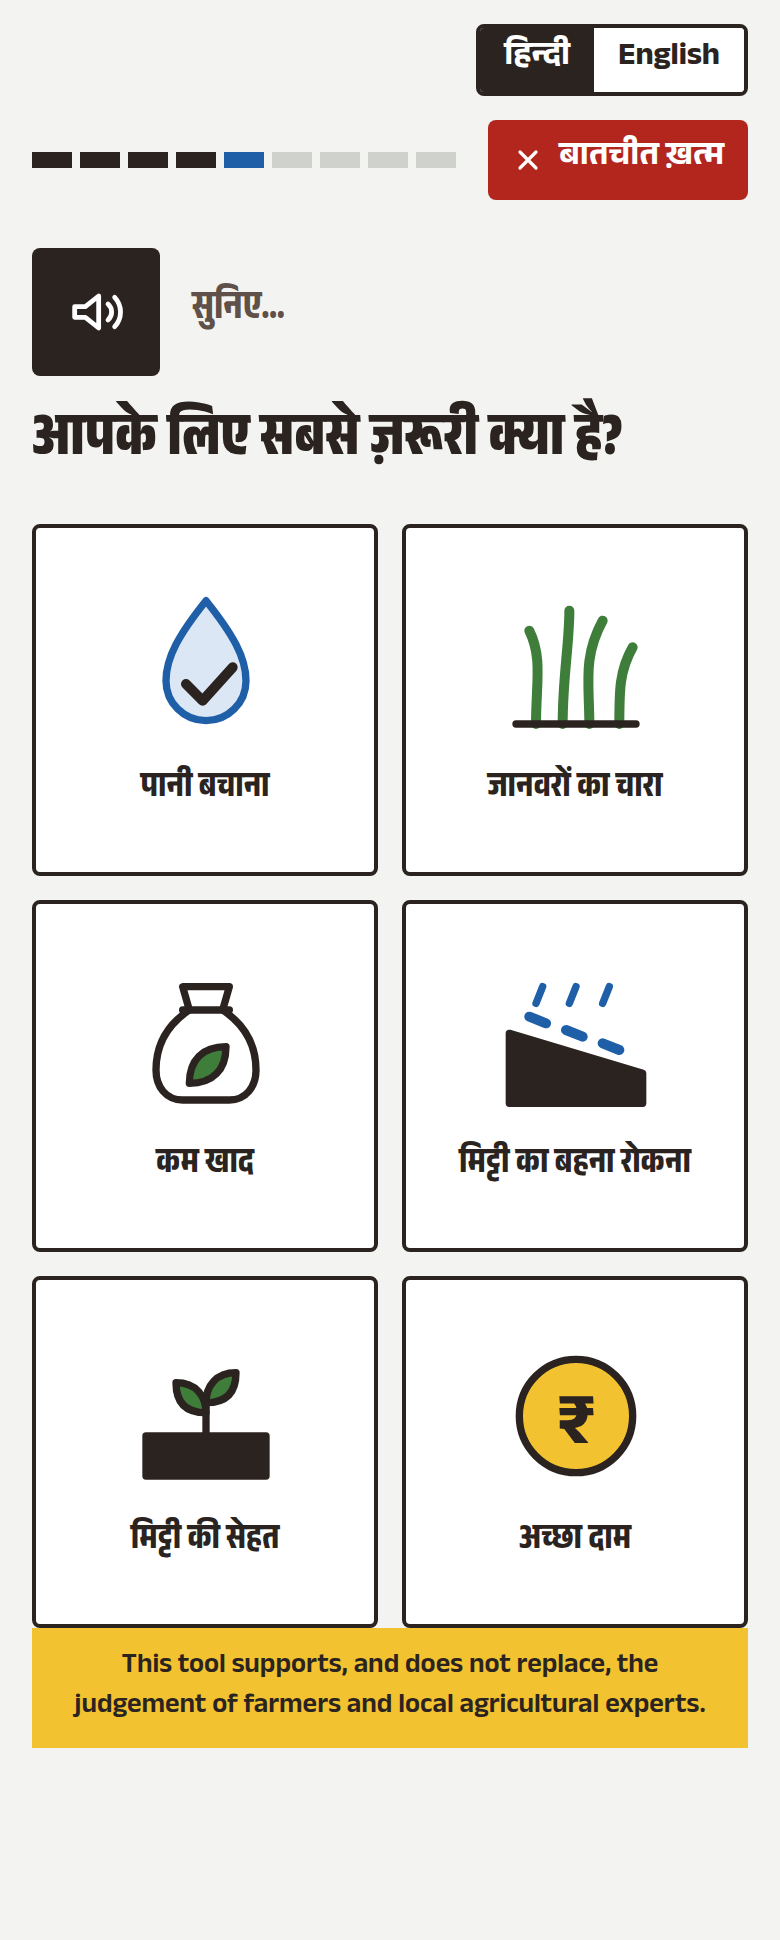 हिन्दी English
बातचीत ख़त्म
सुनिए...
आपके लिए सबसे ज़रूरी क्या है?
पानी बचाना
जानवरों का चारा
कम खाद
मिट्टी का बहना रोकना
मिट्टी की सेहत
₹
अच्छा दाम
This tool supports, and does not replace, the
judgement of farmers and local agricultural experts.